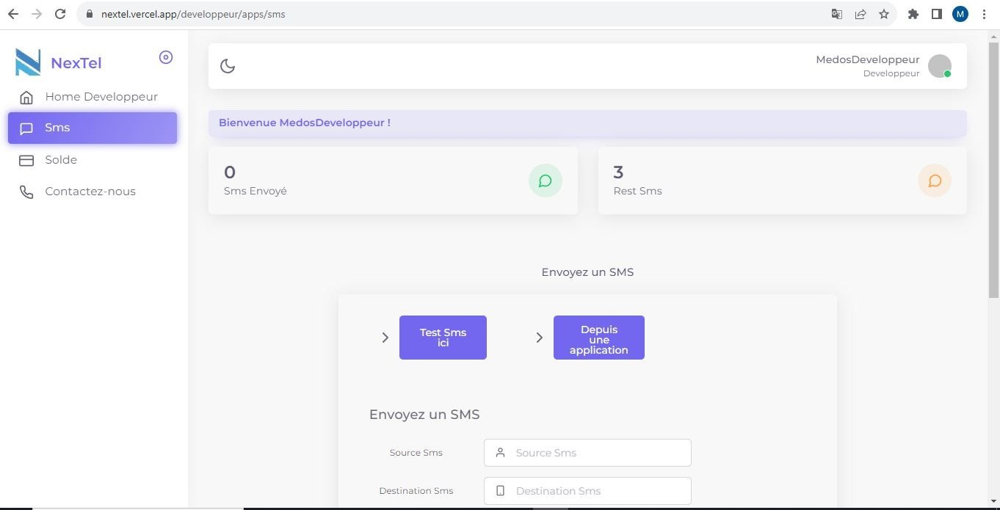 nextel.vercel.app/developpeur/apps/sms
M
NexTel
Home Developpeur
Sms
Solde
Contactez-nous
MedosDeveloppeur
Developpeur
Bienvenue MedosDeveloppeur !
0
Sms Envoyé
3
Rest Sms
Envoyez un SMS
Test Sms
ici
Depuis
une
application
Envoyez un SMS
Source Sms
Source Sms
Destination Sms
Destination Sms